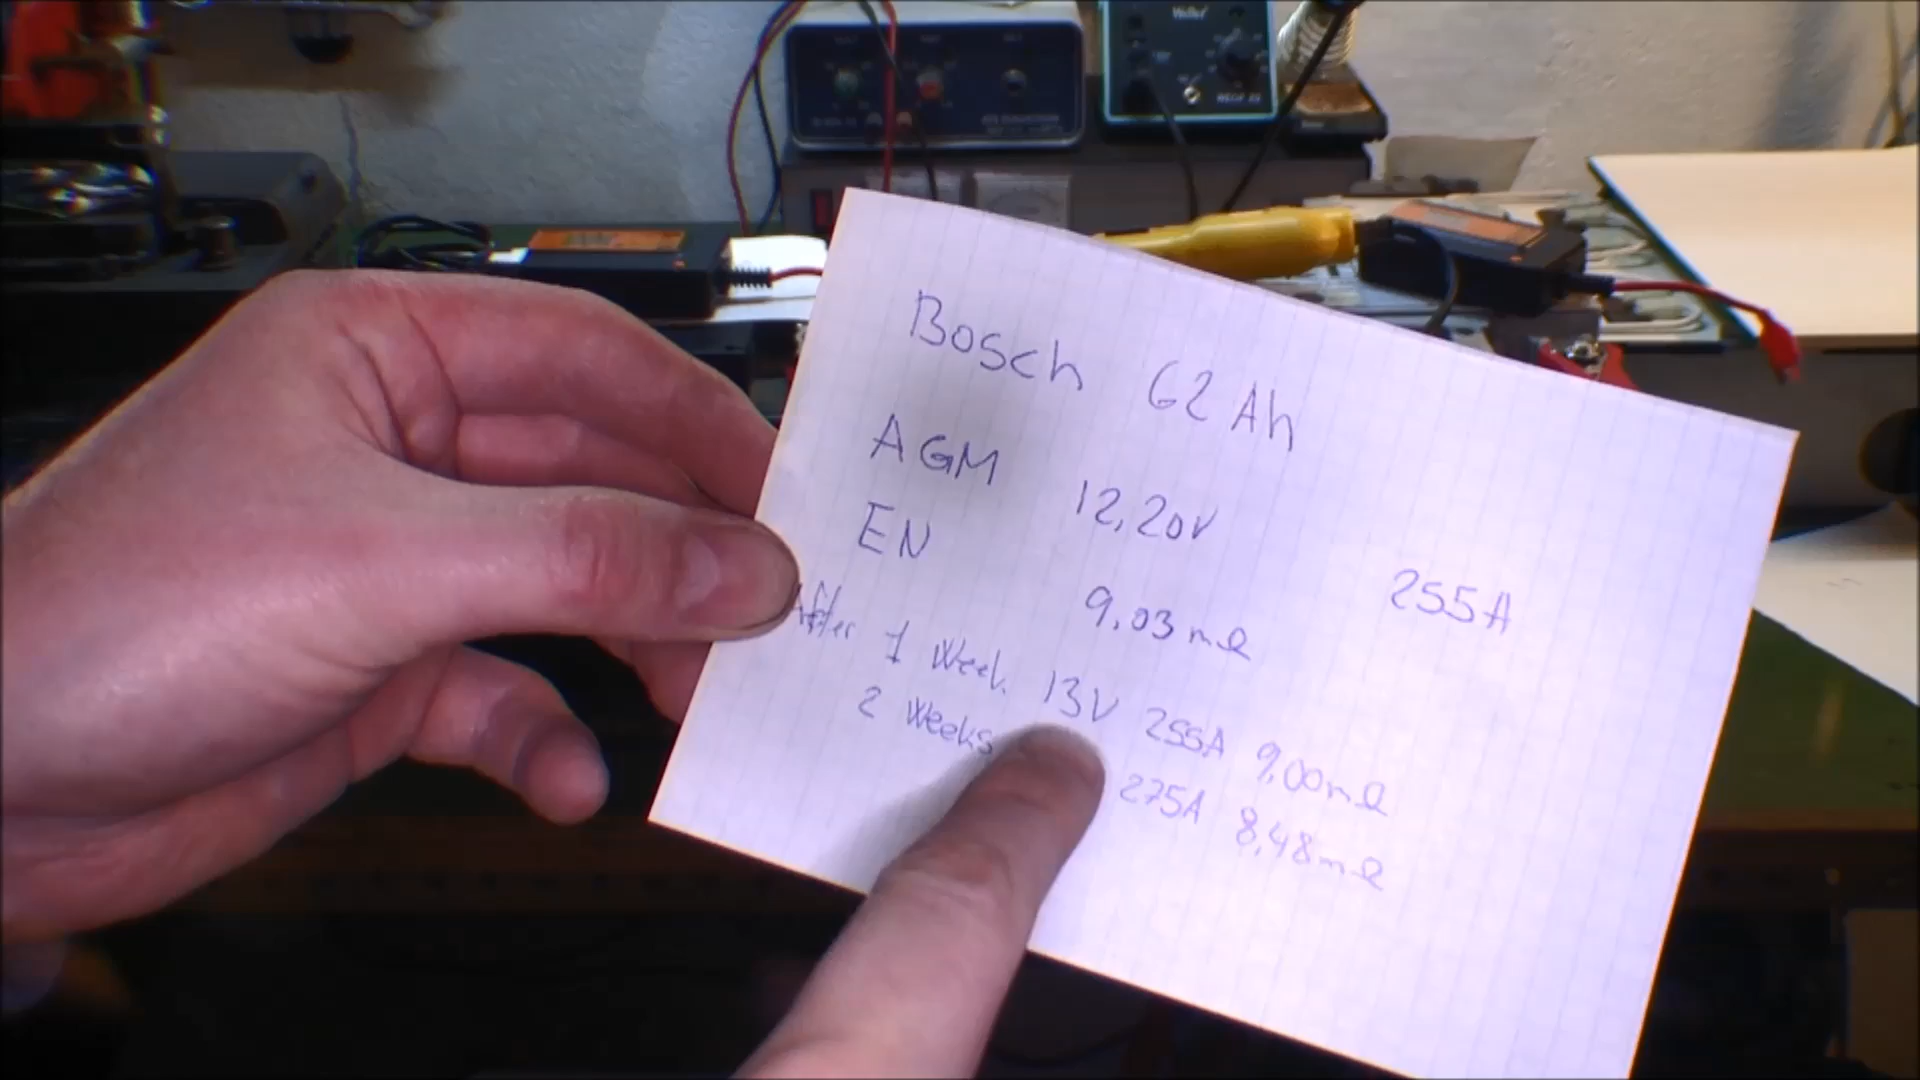 Weller
Bosch 62 Ah
AGM 12,20V
EN 9,03mΩ 255A
After 1 Week 13V 255A 9,00mΩ
2 Weeks 275A 8,48mΩ